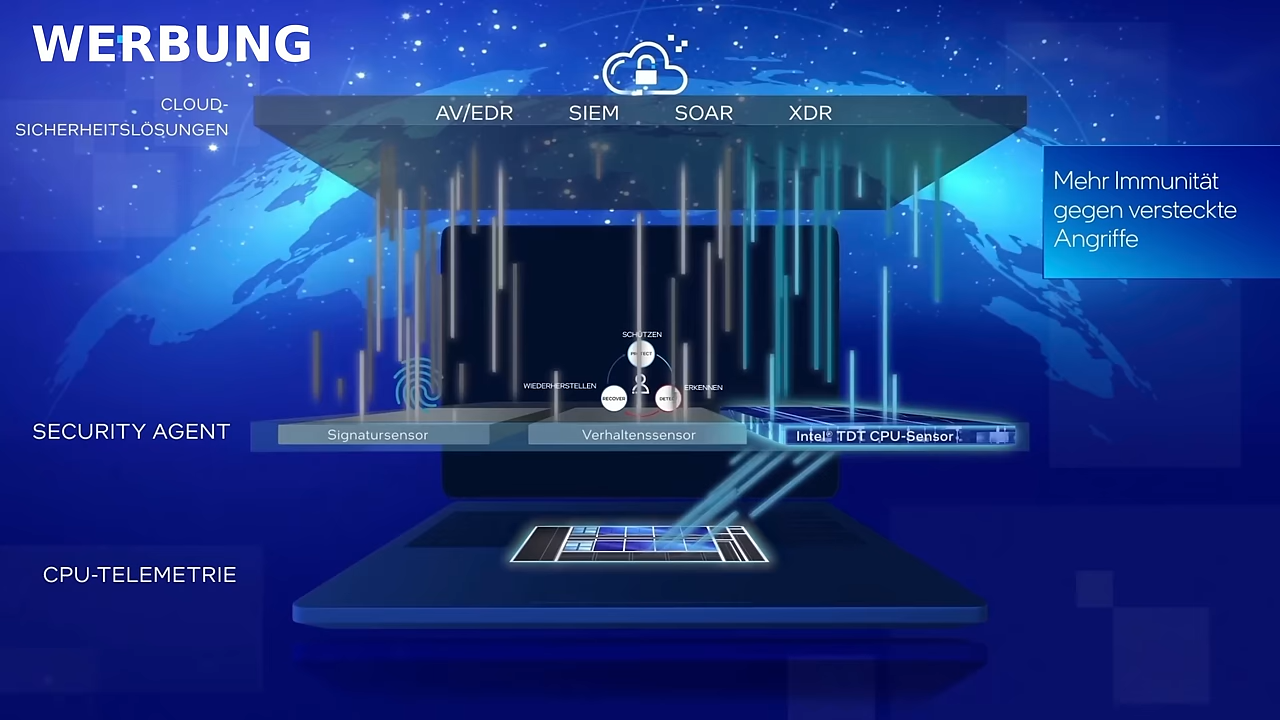 WERBUNG
CLOUD-
SICHERHEITSLÖSUNGEN
AV/EDR SIEM SOAR XDR
Mehr Immunität
gegen versteckte
Angriffe
SCHÜTZEN
WIEDERHERSTELLEN
ERKENNEN
RECOVER
SECURITY AGENT
Signatursensor
Verhaltenssensor
Intel® TDT CPU-Sensor
CPU-TELEMETRIE